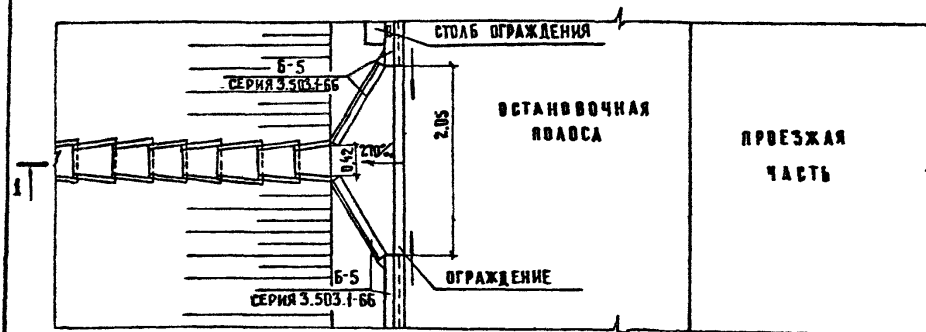 СТОЛБ ОГРАЖДЕНИЯ
Б-5
СЕРИЯ 3.503.1-66
ОСТАНОВОЧНАЯ
ПОЛОСА
ПРОЕЗЖАЯ
ЧАСТЬ
2.05
0,42
1
Б-5
СЕРИЯ 3.503.1-66
ОГРАЖДЕНИЕ